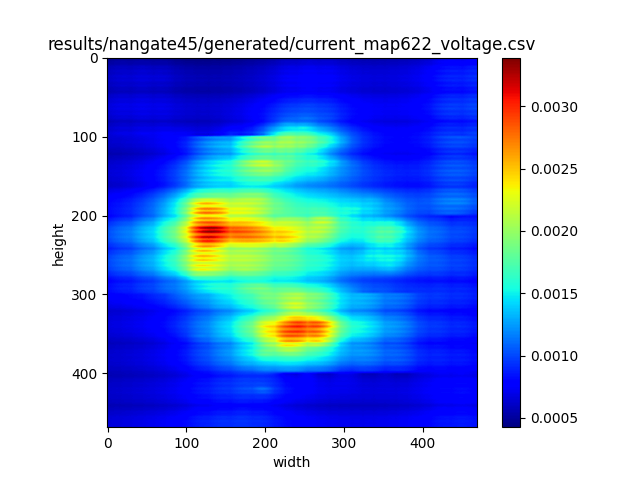 results/nangate45/generated/current_map622_voltage.csv
0
100
200
300
400
height
0 100 200 300 400
width
0.0030
0.0025
0.0020
0.0015
0.0010
0.0005